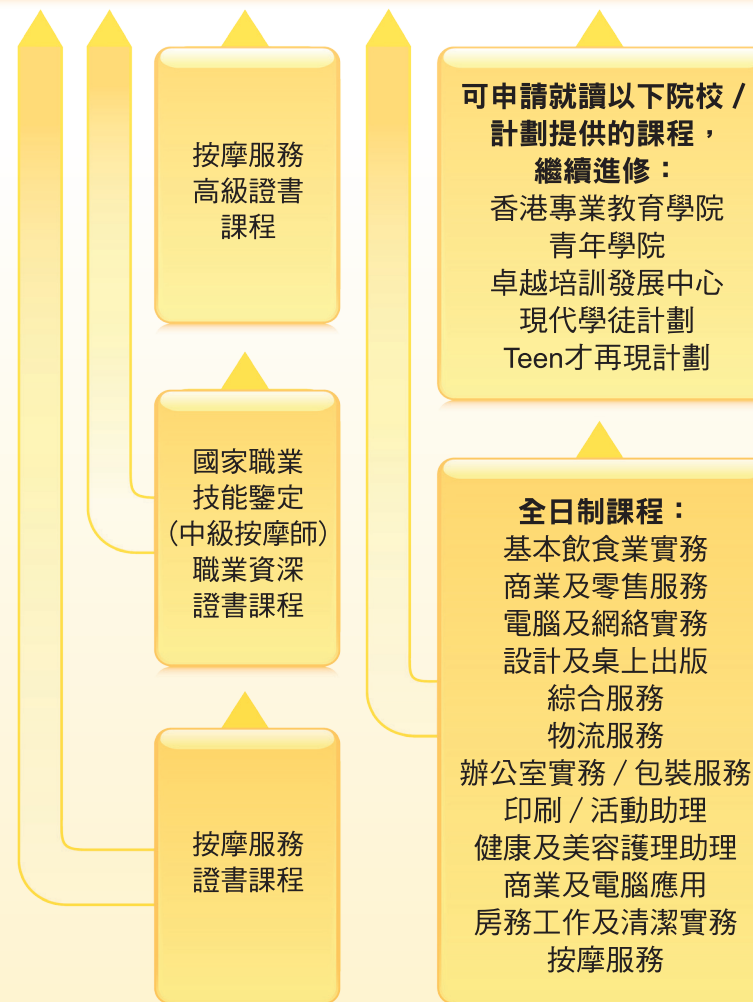 按摩服務
高級證書
課程
國家職業
技能鑒定
（中級按摩師）
職業資深
證書課程
按摩服務
證書課程
可申請就讀以下院校 /
計劃提供的課程，
繼續進修：
香港專業教育學院
青年學院
卓越培訓發展中心
現代學徒計劃
Teen才再現計劃
全日制課程：
基本飲食業實務
商業及零售服務
電腦及網絡實務
設計及桌上出版
綜合服務
物流服務
辦公室實務 / 包裝服務
印刷 / 活動助理
健康及美容護理助理
商業及電腦應用
房務工作及清潔實務
按摩服務